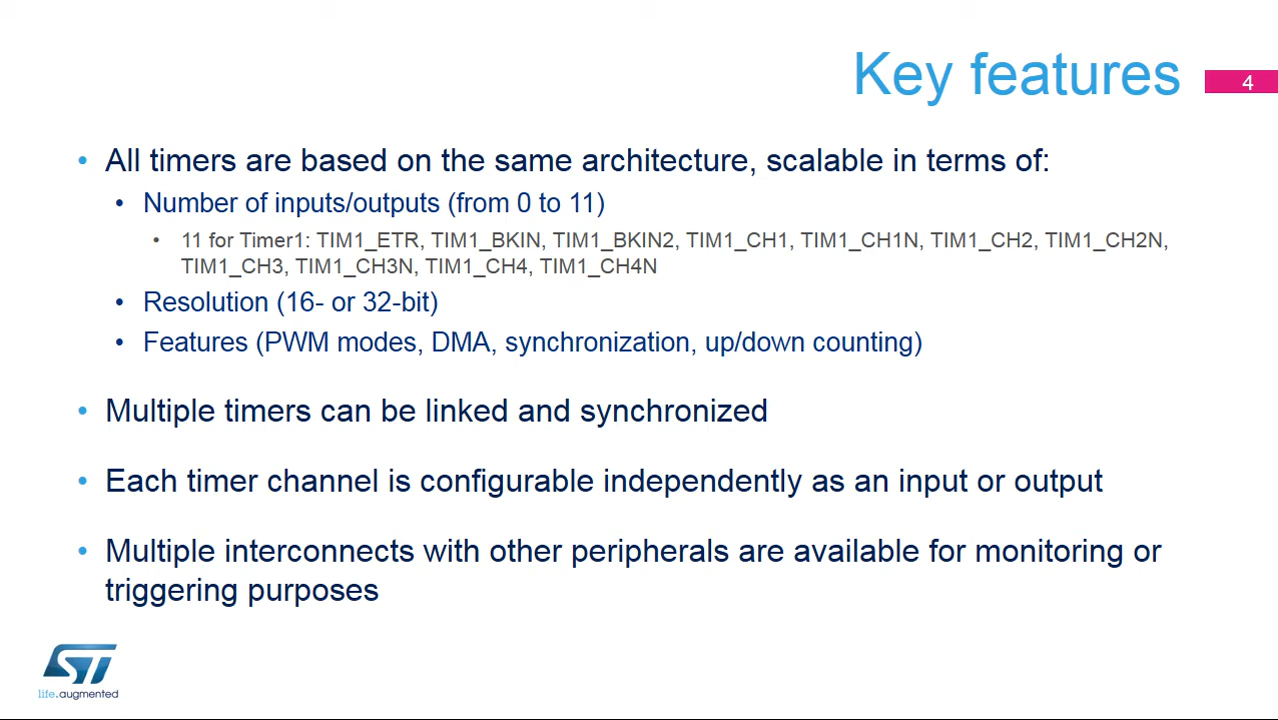 Key features
4
• All timers are based on the same architecture, scalable in terms of:
• Number of inputs/outputs (from 0 to 11)
• 11 for Timer1: TIM1_ETR, TIM1_BKIN, TIM1_BKIN2, TIM1_CH1, TIM1_CH1N, TIM1_CH2, TIM1_CH2N,
TIM1_CH3, TIM1_CH3N, TIM1_CH4, TIM1_CH4N
• Resolution (16- or 32-bit)
• Features (PWM modes, DMA, synchronization, up/down counting)
• Multiple timers can be linked and synchronized
• Each timer channel is configurable independently as an input or output
• Multiple interconnects with other peripherals are available for monitoring or
triggering purposes
ST
life.augmented